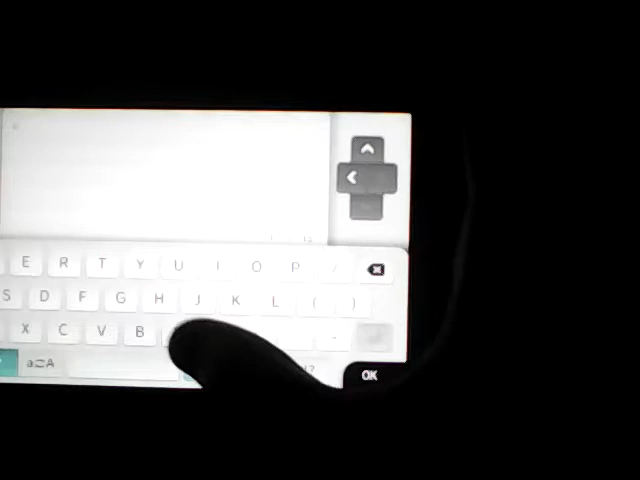 E R T Y U I O P /
S D F G H J K L ( )
X C V B -
a⇄A !?
OK